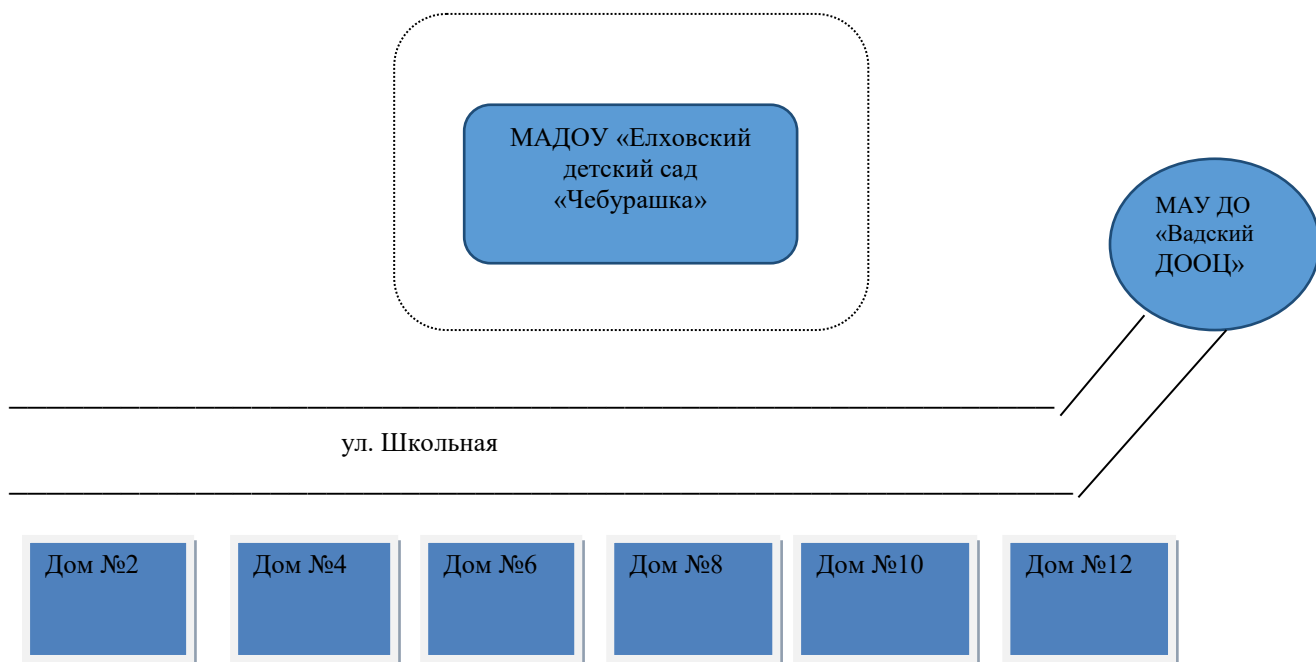 МАДОУ «Елховский
детский сад
«Чебурашка»
МАУ ДО
«Вадский
ДООЦ»
ул. Школьная
Дом №2
Дом №4
Дом №6
Дом №8
Дом №10
Дом №12